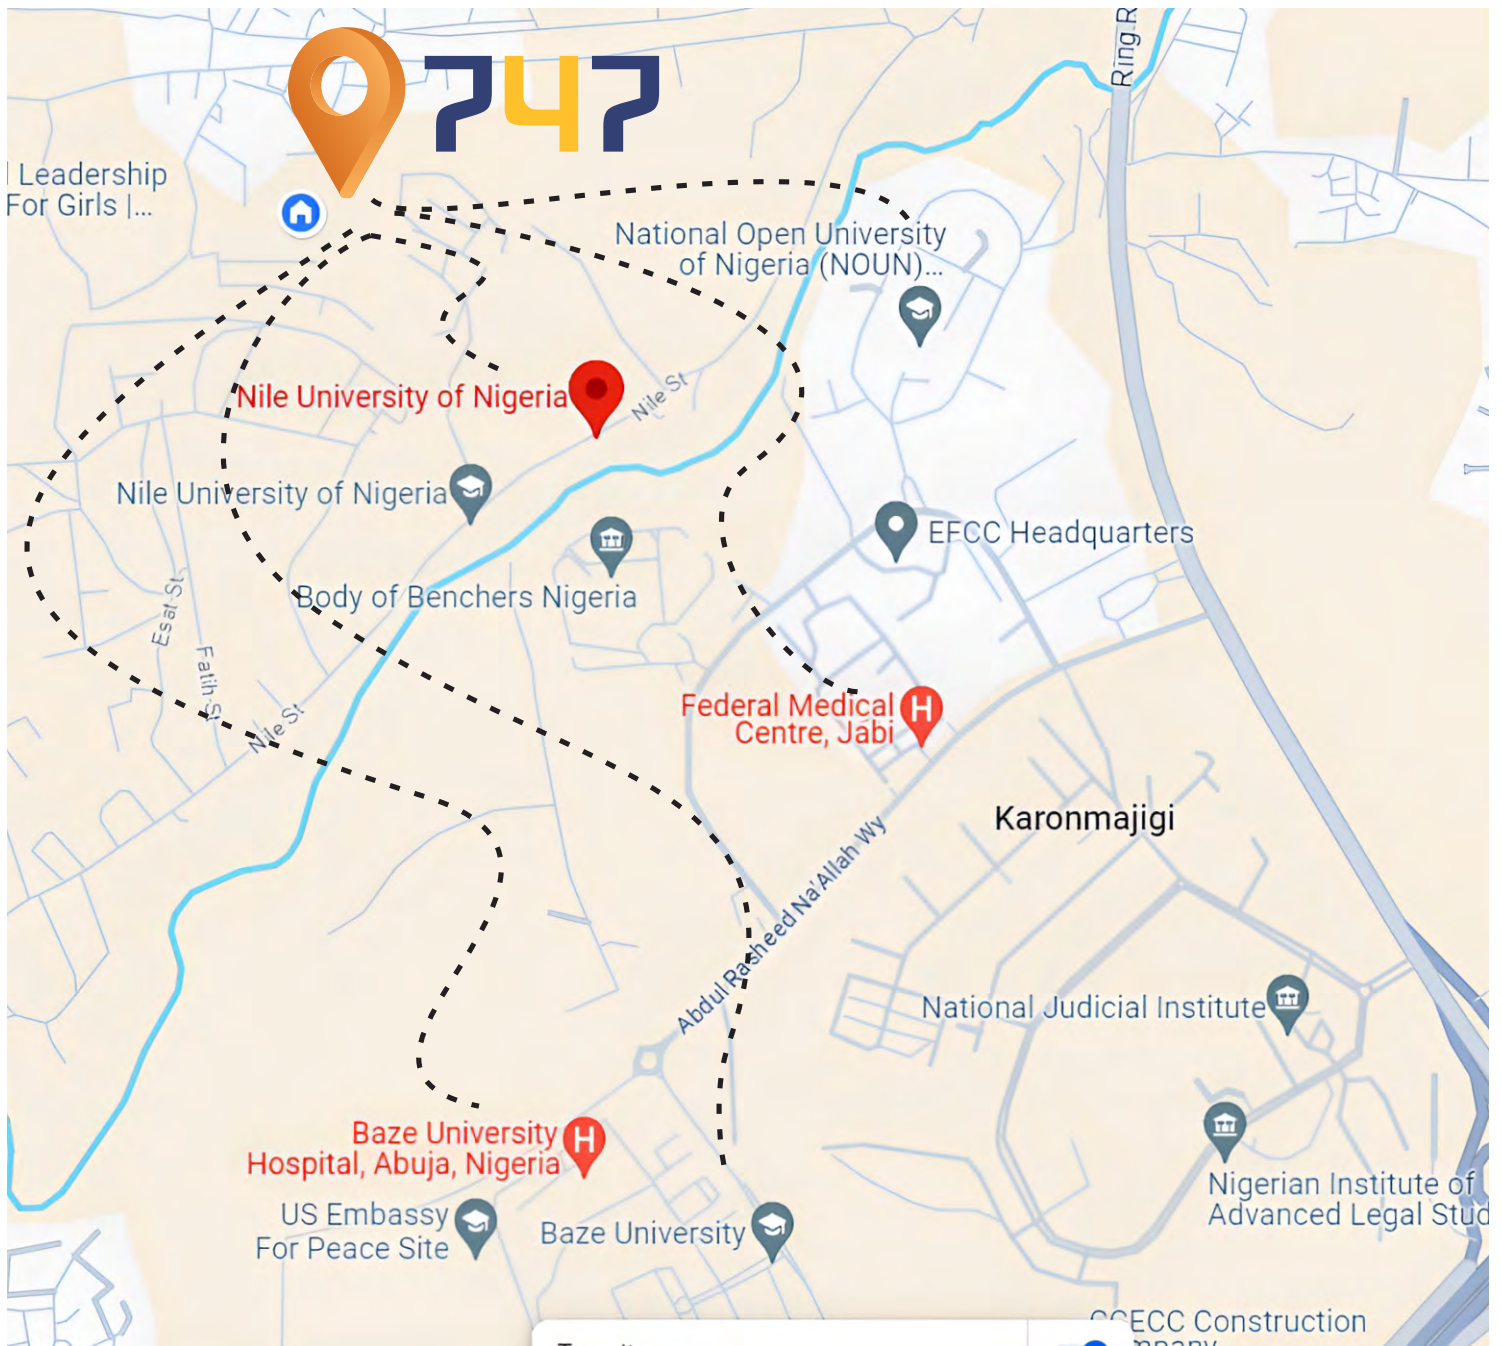 747
Ring R
l Leadership
For Girls |...
National Open University
of Nigeria (NOUN)...
Nile University of Nigeria
Nile St
Nile University of Nigeria
EFCC Headquarters
Body of Benchers Nigeria
Esat St
Fatih St
Nile St
Federal Medical
Centre, Jabi
Karonmajigi
Abdul Rasheed Na'Allah Wy
National Judicial Institute
Baze University
Hospital, Abuja, Nigeria
US Embassy
For Peace Site
Baze University
Nigerian Institute of
Advanced Legal Stud
CCECC Construction